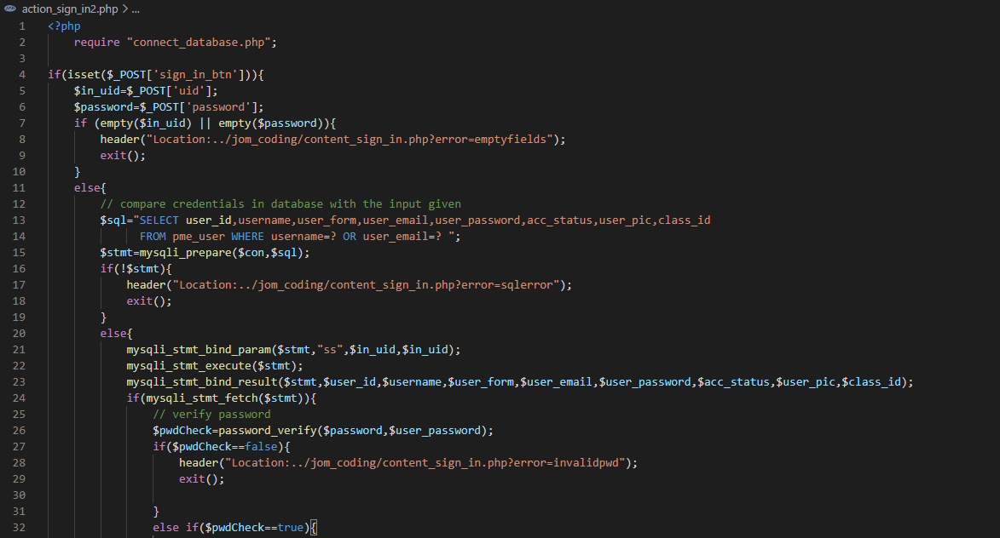 action_sign_in2.php > ...
1 <?php
2 require "connect_database.php";
3
4 if(isset($_POST['sign_in_btn'])){
5 $in_uid=$_POST['uid'];
6 $password=$_POST['password'];
7 if (empty($in_uid) || empty($password)){
8 header("Location:../jom_coding/content_sign_in.php?error=emptyfields");
9 exit();
10 }
11 else{
12 // compare credentials in database with the input given
13 $sql="SELECT user_id,username,user_form,user_email,user_password,acc_status,user_pic,class_id
14 FROM pme_user WHERE username=? OR user_email=? ";
15 $stmt=mysqli_prepare($con,$sql);
16 if(!$stmt){
17 header("Location:../jom_coding/content_sign_in.php?error=sqlerror");
18 exit();
19 }
20 else{
21 mysqli_stmt_bind_param($stmt,"ss",$in_uid,$in_uid);
22 mysqli_stmt_execute($stmt);
23 mysqli_stmt_bind_result($stmt,$user_id,$username,$user_form,$user_email,$user_password,$acc_status,$user_pic,$class_id);
24 if(mysqli_stmt_fetch($stmt)){
25 // verify password
26 $pwdCheck=password_verify($password,$user_password);
27 if($pwdCheck==false){
28 header("Location:../jom_coding/content_sign_in.php?error=invalidpwd");
29 exit();
30
31 }
32 else if($pwdCheck==true){